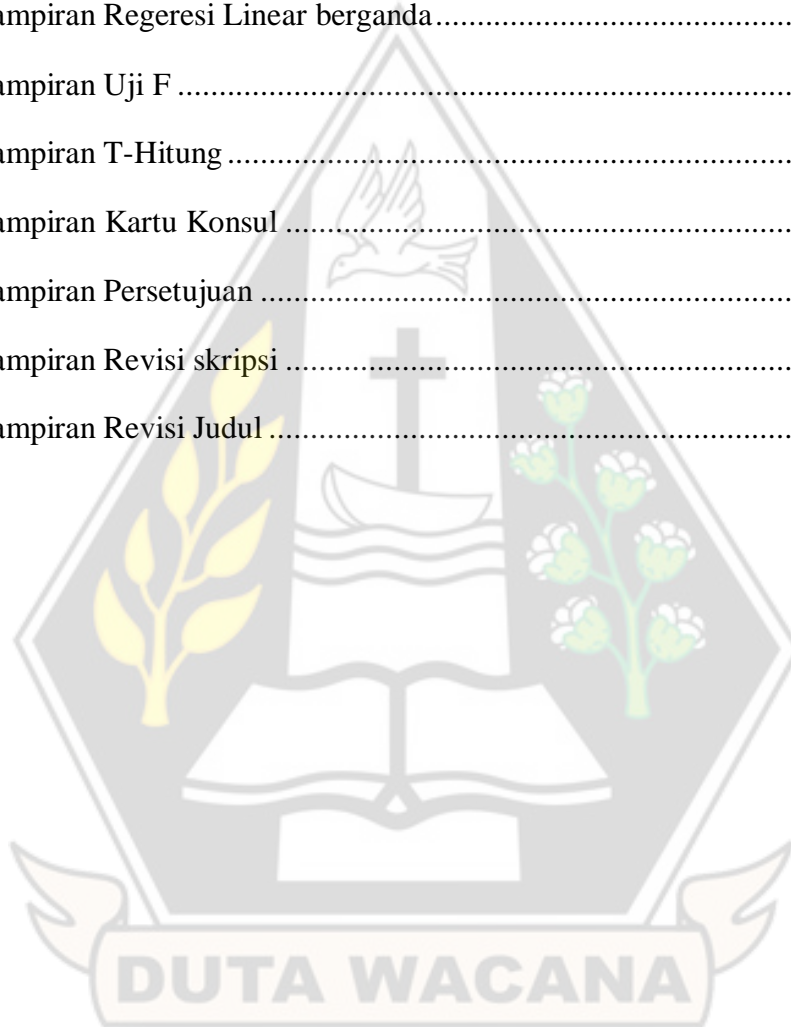 ampiran Regeresi Linear berganda......................................................
ampiran Uji F ..................................................................................
ampiran T-Hitung ............................................................................
ampiran Kartu Konsul .....................................................................
ampiran Persetujuan ........................................................................
ampiran Revisi skripsi .....................................................................
ampiran Revisi Judul .......................................................................
DUTA WACANA